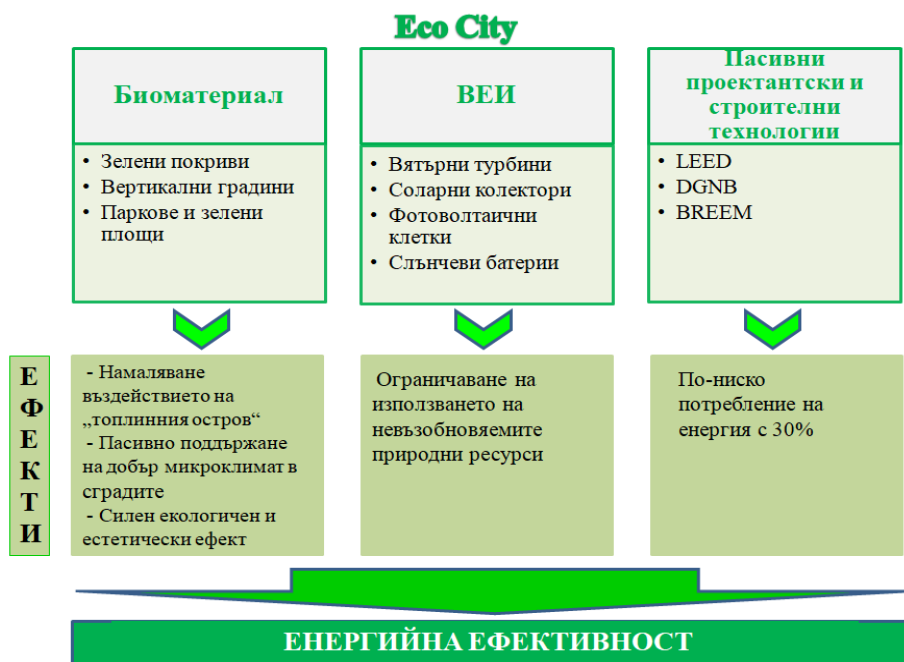 Eco City
Биоматериал
• Зелени покриви
• Вертикални градини
• Паркове и зелени
площи
ВЕИ
• Вятърни турбини
• Соларни колектори
• Фотоволтаични
клетки
• Слънчеви батерии
Пасивни
проектантски и
строителни
технологии
• LEED
• DGNB
• BREEM
ЕФЕКТИ
- Намаляване
въздействието на
„топлинния остров“
- Пасивно поддържане
на добър микроклимат в
сградите
- Силен екологичен и
естетически ефект
Ограничаване на
използването на
невъзобновяемите
природни ресурси
По-ниско
потребление на
енергия с 30%
ЕНЕРГИЙНА ЕФЕКТИВНОСТ